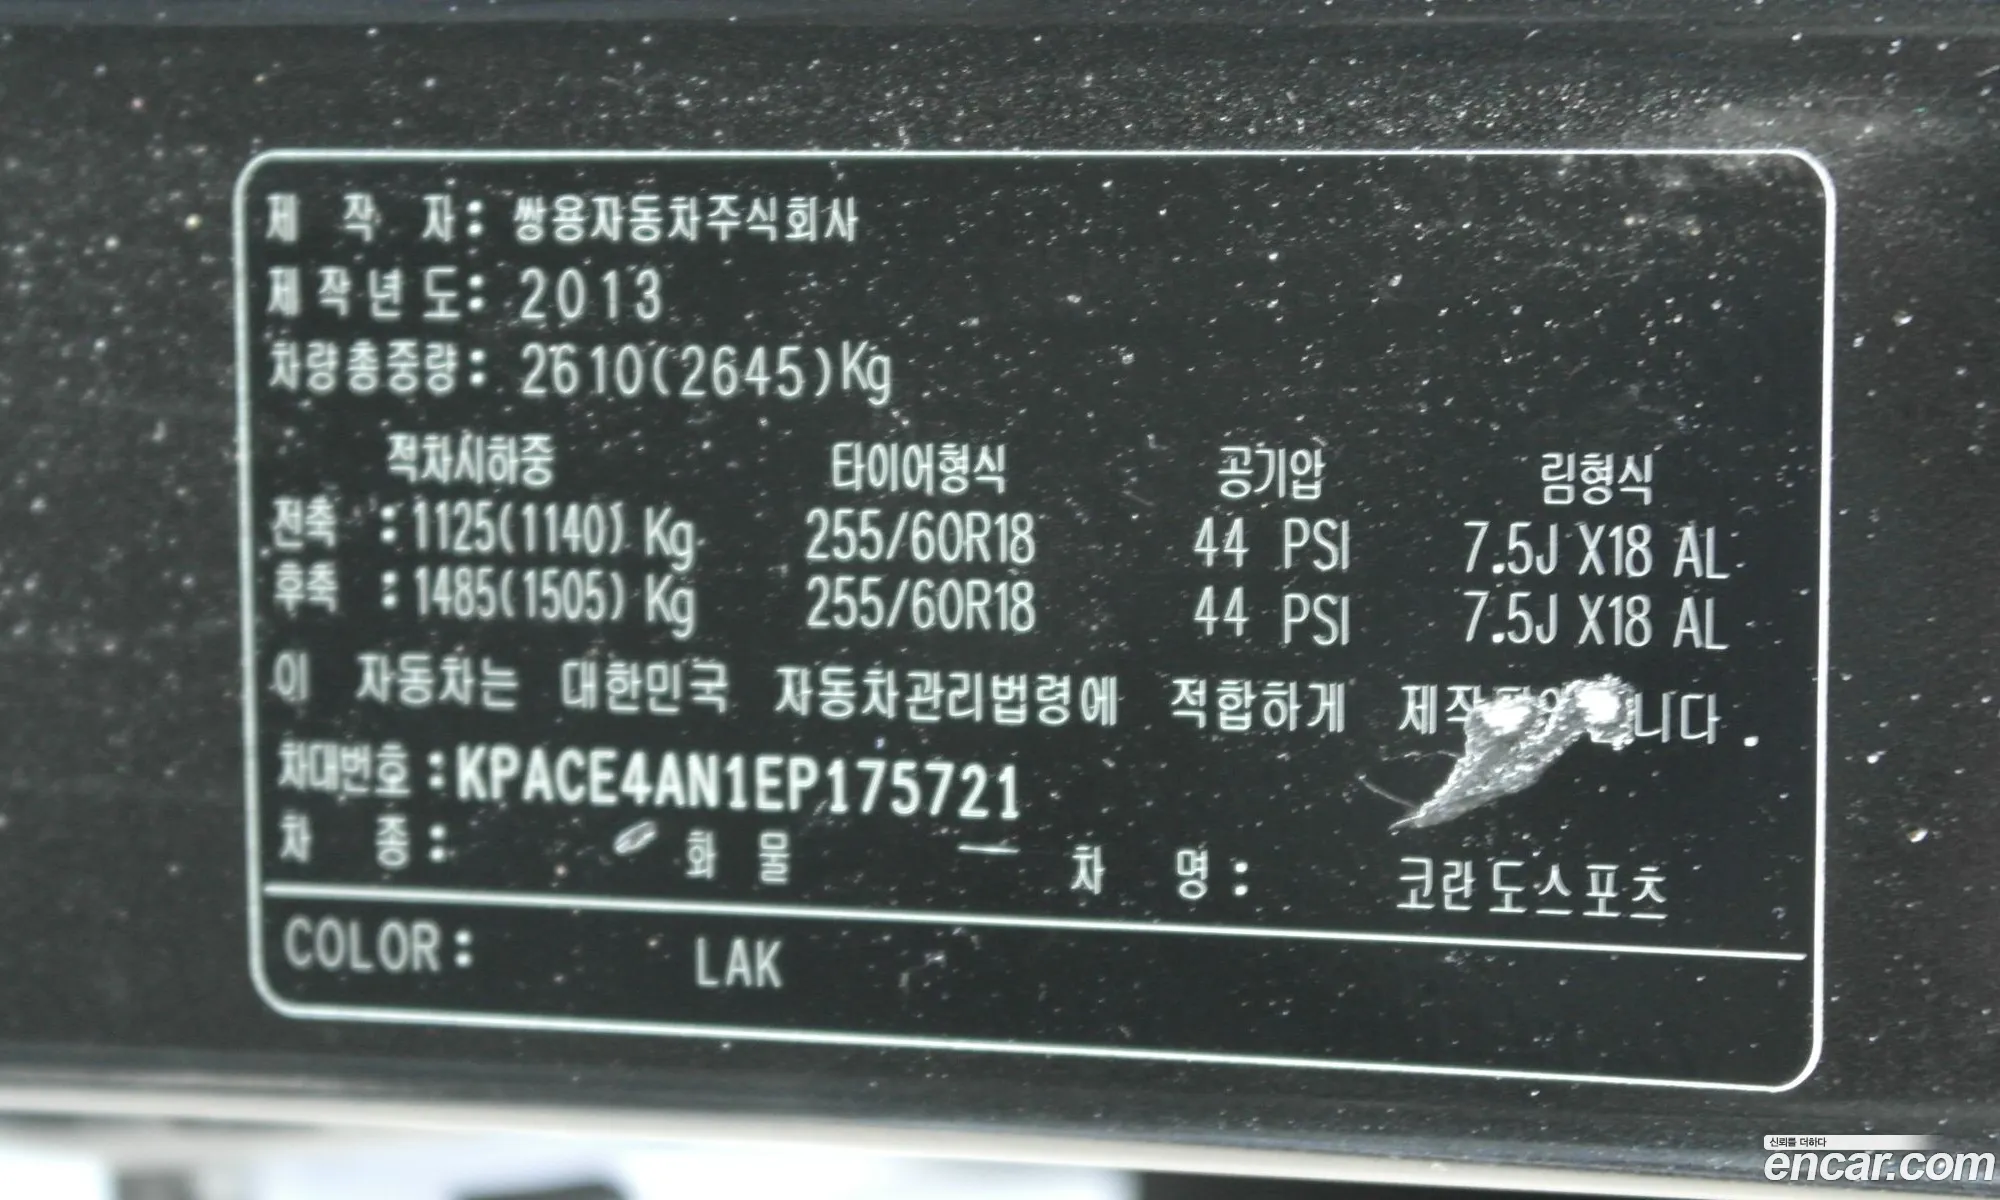 제 작 자: 쌍용자동차주식회사
제작년도: 2013
차량총중량: 2610(2645)Kg
적차시하중 타이어형식 공기압 림형식
전축 : 1125(1140) Kg 255/60R18 44 PSI 7.5J X18 AL
후축 : 1485(1505) Kg 255/60R18 44 PSI 7.5J X18 AL
이 자동차는 대한민국 자동차관리법령에 적합하게
차대번호 : KPACE4AN1EP175721
차 종: 화 물 차 명: 코란도스포츠
COLOR: LAK
신뢰를 더하다
encar.com